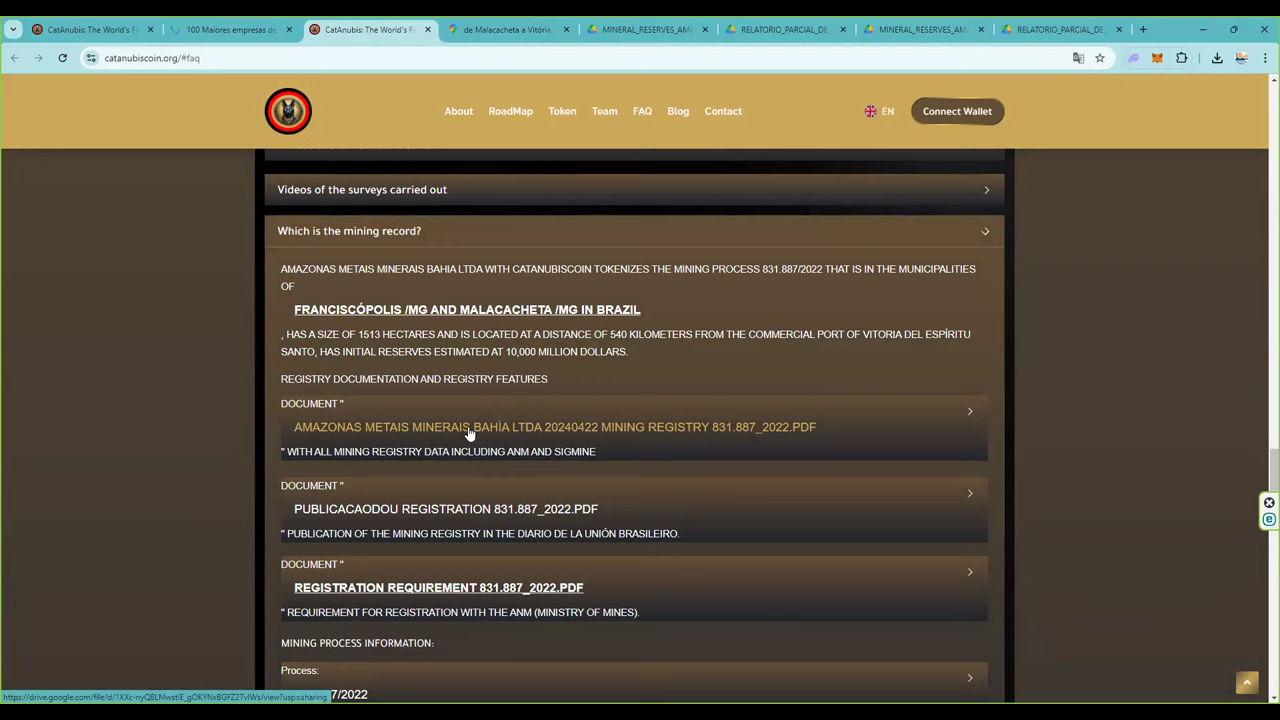 CatAnubis: The World's F
100 Maiores empresas de
CatAnubis: The World's Fi
de Malacacheta a Vitória,
MINERAL_RESERVES_AM
RELATORIO_PARCIAL_DE_
MINERAL_RESERVES_AM
RELATORIO_PARCIAL_DE_
catanubiscoin.org/#faq
About RoadMap Token Team FAQ Blog Contact EN Connect Wallet
Videos of the surveys carried out
Which is the mining record?
AMAZONAS METAIS MINERAIS BAHIA LTDA WITH CATANUBISCOIN TOKENIZES THE MINING PROCESS 831.887/2022 THAT IS IN THE MUNICIPALITIES
OF
FRANCISCÓPOLIS /MG AND MALACACHETA /MG IN BRAZIL
, HAS A SIZE OF 1513 HECTARES AND IS LOCATED AT A DISTANCE OF 540 KILOMETERS FROM THE COMMERCIAL PORT OF VITORIA DEL ESPÍRITU
SANTO, HAS INITIAL RESERVES ESTIMATED AT 10,000 MILLION DOLLARS.
REGISTRY DOCUMENTATION AND REGISTRY FEATURES
DOCUMENT "
AMAZONAS METAIS MINERAIS BAHÍA LTDA 20240422 MINING REGISTRY 831.887_2022.PDF
" WITH ALL MINING REGISTRY DATA INCLUDING ANM AND SIGMINE
DOCUMENT "
PUBLICACAODOU REGISTRATION 831.887_2022.PDF
" PUBLICATION OF THE MINING REGISTRY IN THE DIARIO DE LA UNIÓN BRASILEIRO.
DOCUMENT "
REGISTRATION REQUIREMENT 831.887_2022.PDF
" REQUIREMENT FOR REGISTRATION WITH THE ANM (MINISTRY OF MINES).
MINING PROCESS INFORMATION:
Process:
7/2022